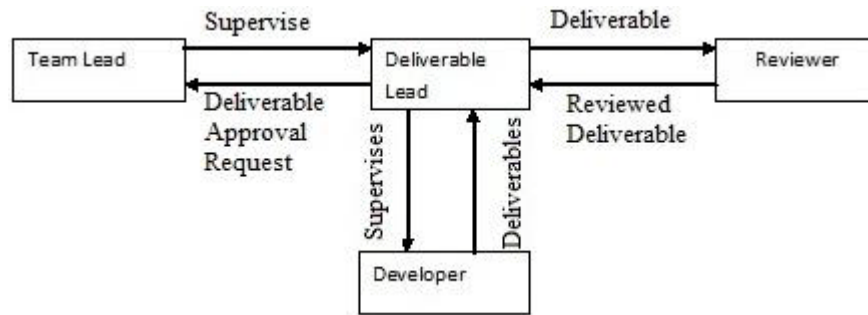 Supervise
Deliverable
Team Lead
Deliverable
Lead
Reviewer
Deliverable
Approval
Request
Reviewed
Deliverable
Supervises
Deliverables
Developer